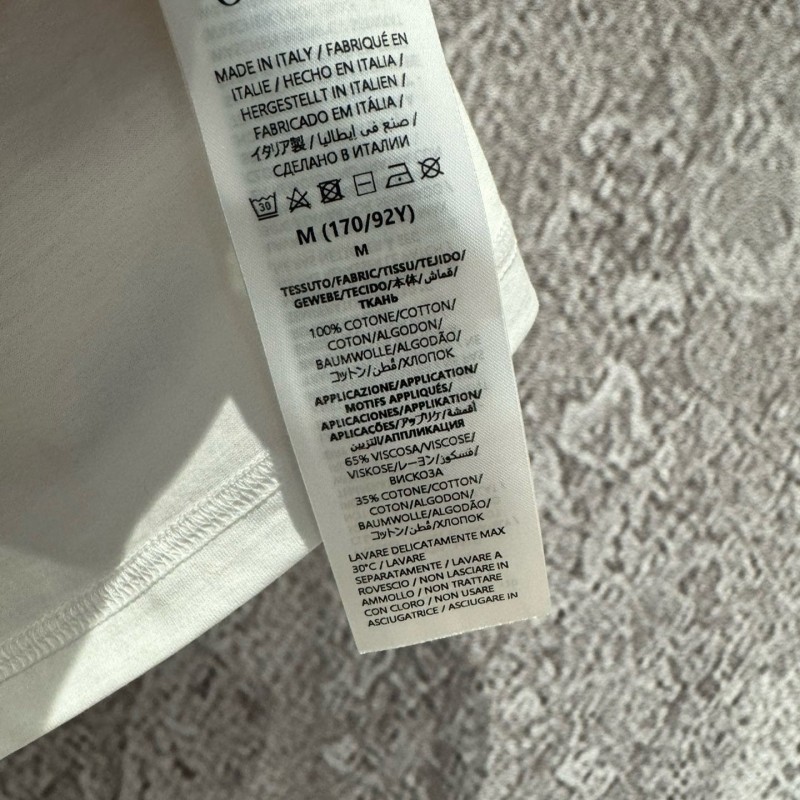 MADE IN ITALY / FABRIQUÉ EN
ITALIE / HECHO EN ITALIA /
HERGESTELLT IN ITALIEN /
FABRICADO EM ITÁLIA /
イタリア製 / صنع في إيطاليا /
СДЕЛАНО В ИТАЛИИ
30
M (170/92Y)
M
TESSUTO/FABRIC/TISSU/TEJIDO/
GEWEBE/TECIDO/本体/قماش/
ТКАНЬ
100% COTONE/COTTON/
COTON/ALGODON/
BAUMWOLLE/ALGODÃO/
コットン/قُطن/ХЛОПОК
APPLICAZIONE/APPLICATION/
MOTIFS APPLIQUÉS/
APLICACIONES/APPLIKATION/
APLICAÇÕES/アップリケ/أقمشة
التزيين/АППЛИКАЦИЯ
65% VISCOSA/VISCOSE/
VISKOSE/レーヨン/فسكوز/
ВИСКОЗА
35% COTONE/COTTON/
COTON/ALGODON/
BAUMWOLLE/ALGODÃO/
コットン/قُطن/ХЛОПОК
LAVARE DELICATAMENTE MAX
30°C / LAVARE
SEPARATAMENTE / LAVARE A
ROVESCIO / NON LASCIARE IN
AMMOLLO / NON TRATTARE
CON CLORO / NON USARE
ASCIUGATRICE / ASCIUGARE IN